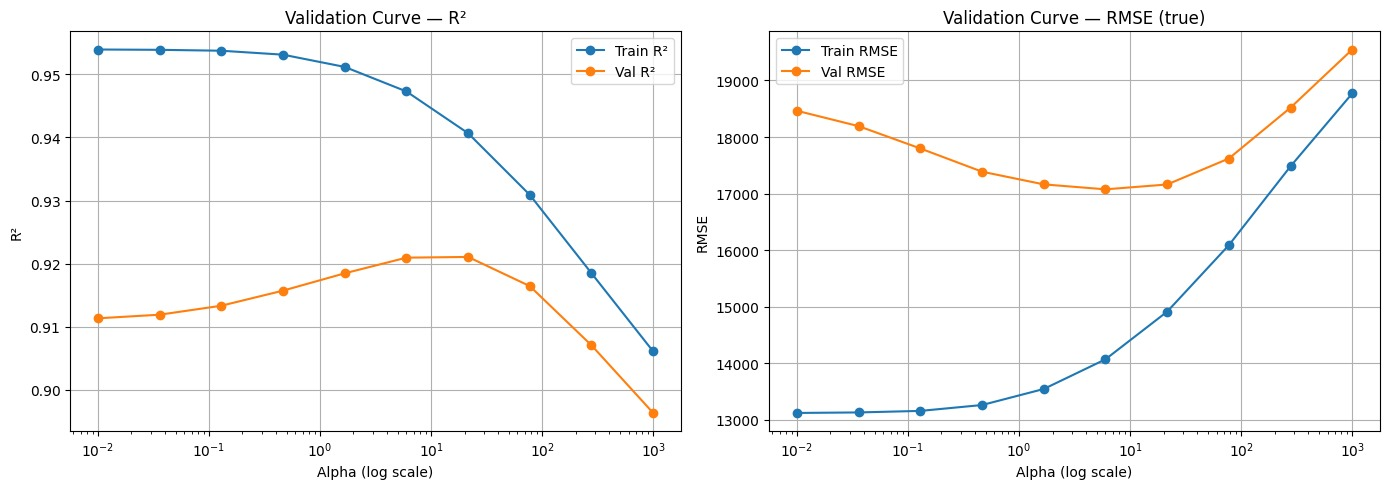 Validation Curve — R²
R²
0.95
0.94
0.93
0.92
0.91
0.90
Train R²
Val R²
10⁻²
10⁻¹
10⁰
10¹
10²
10³
Alpha (log scale)
Validation Curve — RMSE (true)
RMSE
19000
18000
17000
16000
15000
14000
13000
Train RMSE
Val RMSE
10⁻²
10⁻¹
10⁰
10¹
10²
10³
Alpha (log scale)